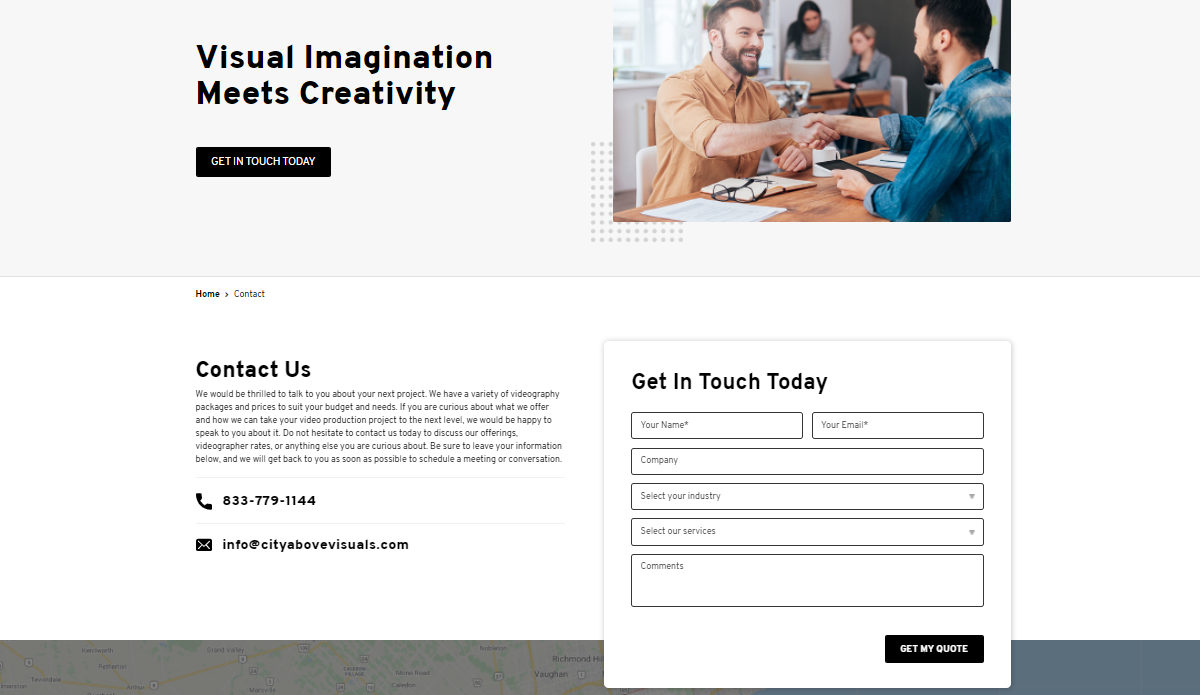 Visual Imagination
Meets Creativity
GET IN TOUCH TODAY
Home › Contact
Contact Us
We would be thrilled to talk to you about your next project. We have a variety of videography
packages and prices to suit your budget and needs. If you are curious about what we offer
and how we can take your video production project to the next level, we would be happy to
speak to you about it. Do not hesitate to contact us today to discuss our offerings,
videographer rates, or anything else you are curious about. Be sure to leave your information
below, and we will get back to you as soon as possible to schedule a meeting or conversation.
833-779-1144
info@cityabovevisuals.com
Get In Touch Today
Your Name*
Your Email*
Company
Select your industry
Select our services
Comments
GET MY QUOTE
Kenilworth
Grand Valley
Richmond Hil
Rothsay
Mono Road
Vaughan
Teviotdale
Arthur
Caledon
Marysville